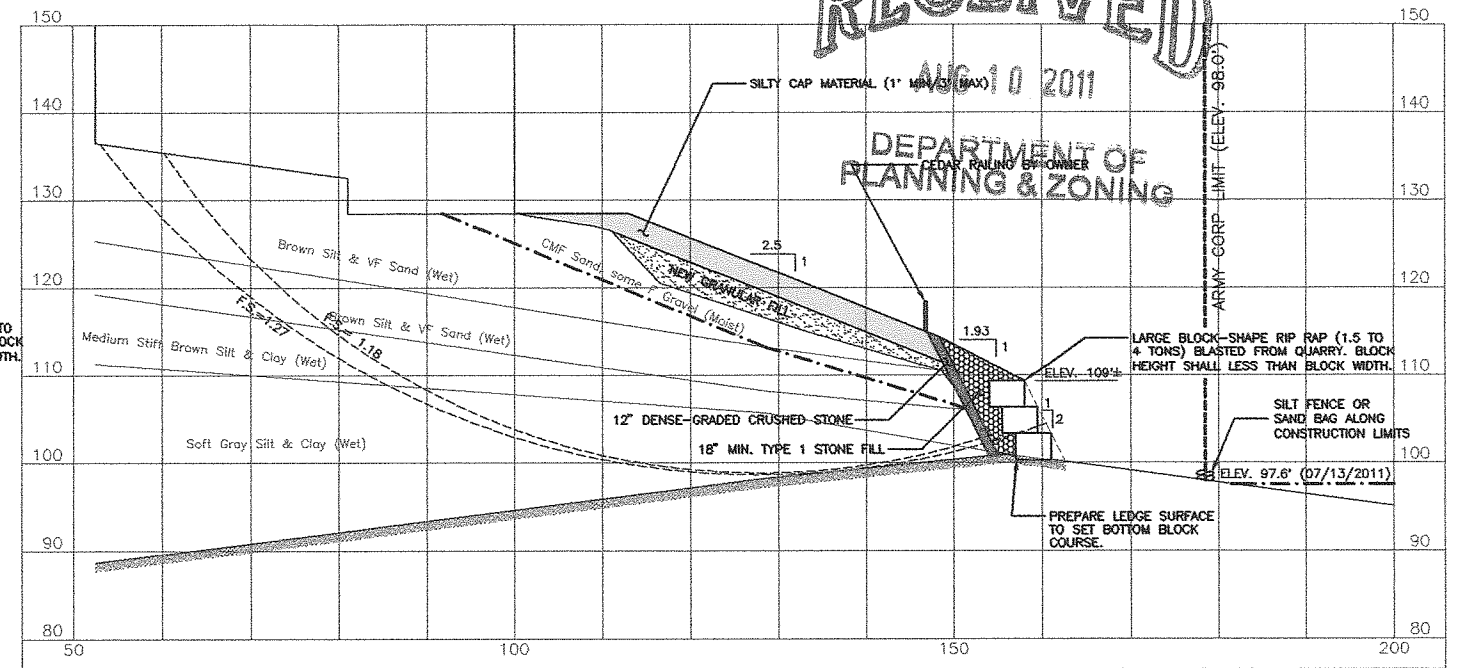 RECEIVED
AUG 10 2011
DEPARTMENT OF
PLANNING & ZONING
150
150
140
140
130
130
120
120
110
110
100
100
90
90
80
80
50
100
150
200
SILTY CAP MATERIAL (1' MIN/3' MAX)
CEDAR RAILING BY OWNER
ARMY CORP LIMIT (ELEV. 98.0')
2.5
1
NEW GRANULAR FILL
CMF Sand, some F Gravel (Moist)
Brown Silt & VF Sand (Wet)
Brown Silt & VF Sand (Wet)
F.S.=1.27
F.S.= 1.18
TO
OCK
TH.
Medium Stiff Brown Silt & Clay (Wet)
Soft Gray Silt & Clay (Wet)
1.93
1
LARGE BLOCK-SHAPE RIP RAP (1.5 TO
4 TONS) BLASTED FROM QUARRY. BLOCK
HEIGHT SHALL LESS THAN BLOCK WIDTH.
ELEV. 109'±
1
2
12" DENSE-GRADED CRUSHED STONE
18" MIN. TYPE 1 STONE FILL
SILT FENCE OR
SAND BAG ALONG
CONSTRUCTION LIMITS
ELEV. 97.6' (07/13/2011)
PREPARE LEDGE SURFACE
TO SET BOTTOM BLOCK
COURSE.